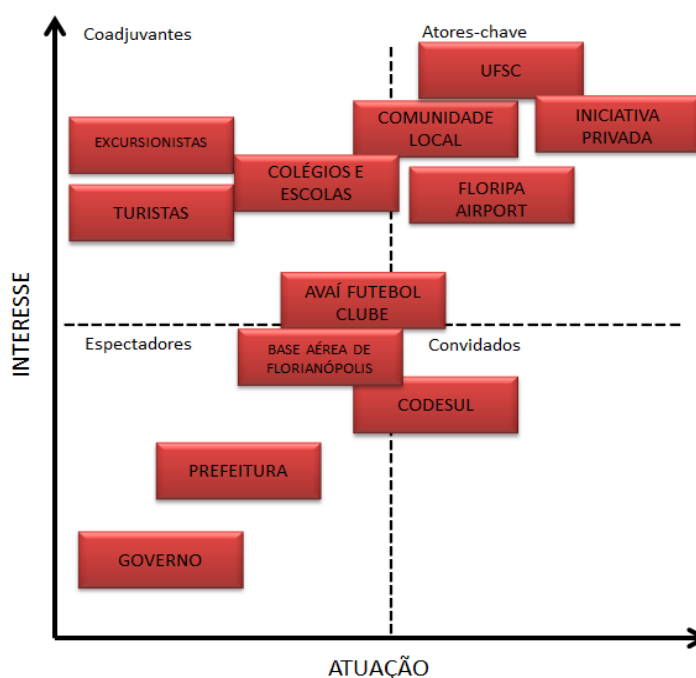 Coadjuvantes
Atores-chave
UFSC
COMUNIDADE
LOCAL
INICIATIVA
PRIVADA
EXCURSIONISTAS
COLÉGIOS E
ESCOLAS
TURISTAS
FLORIPA
AIRPORT
INTERESSE
AVAÍ FUTEBOL
CLUBE
Espectadores
Convidados
BASE AÉREA DE
FLORIANÓPOLIS
CODESUL
PREFEITURA
GOVERNO
ATUAÇÃO